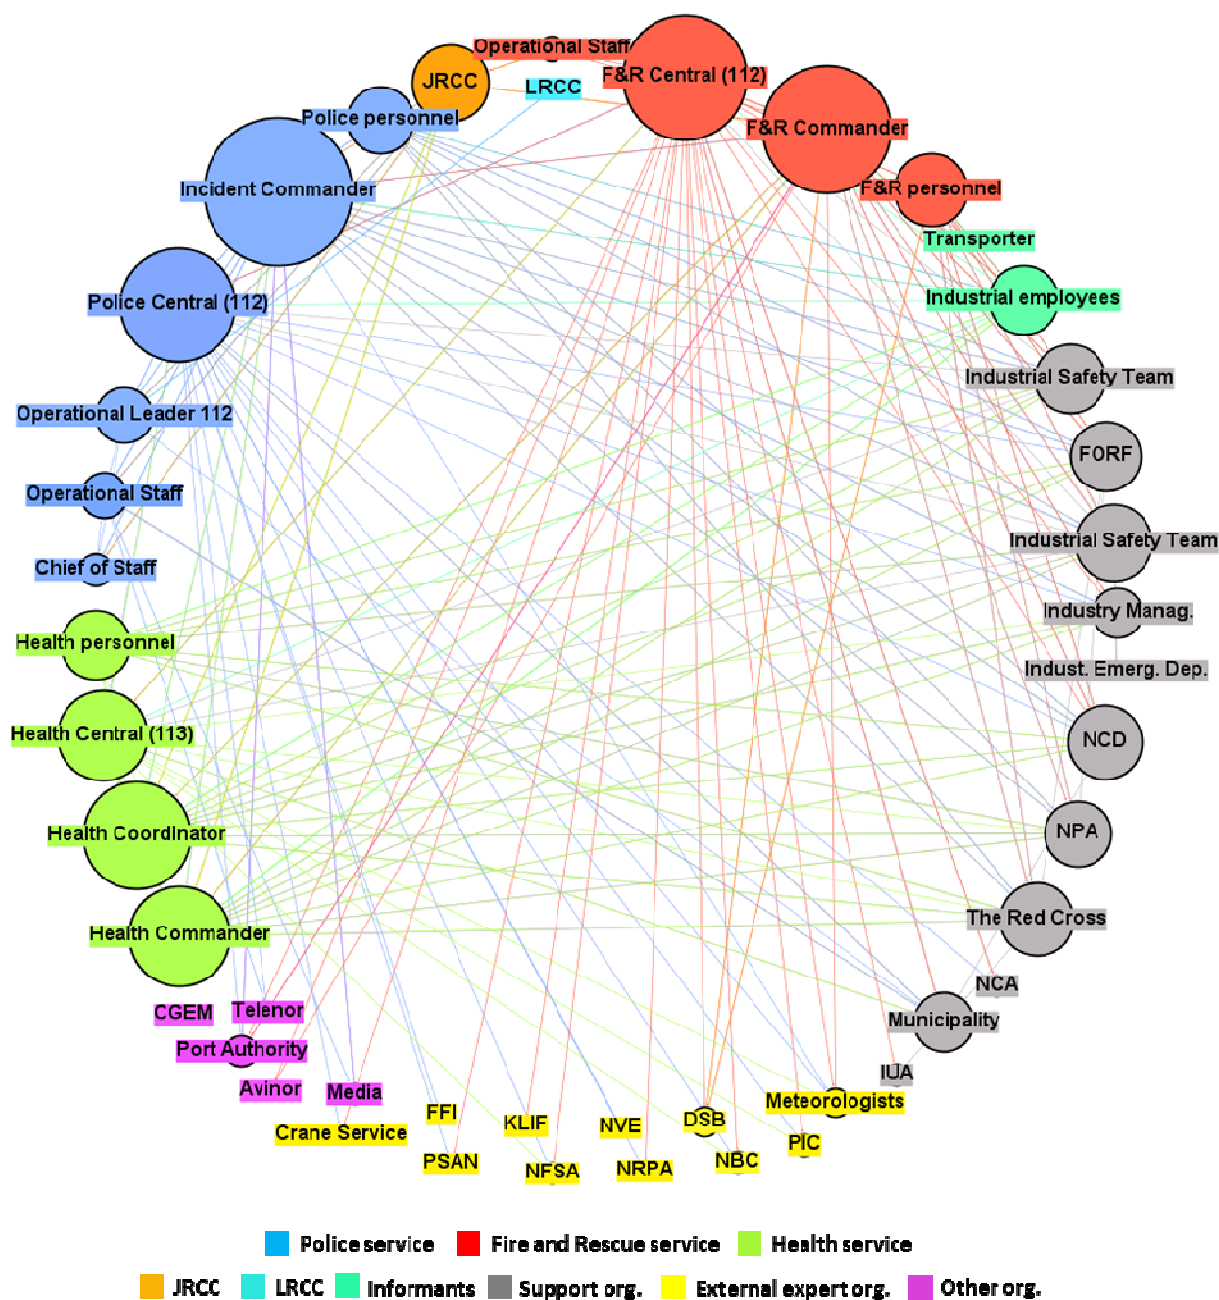 Operational Staff
F&R Central (112)
JRCC
LRCC
Police personnel
F&R Commander
Incident Commander
F&R personnel
Transporter
Police Central (112)
Industrial employees
Industrial Safety Team
Operational Leader 112
FORF
Operational Staff
Industrial Safety Team
Chief of Staff
Industry Manag.
Health personnel
Indust. Emerg. Dep.
Health Central (113)
NCD
Health Coordinator
NPA
Health Commander
The Red Cross
NCA
CGEM
Telenor
Municipality
Port Authority
IUA
Avinor
Media
Meteorologists
FFI
KLIF
NVE
DSB
Crane Service
PIC
PSAN
NFSA
NRPA
NBC
Police service
Fire and Rescue service
Health service
JRCC
LRCC
Informants
Support org.
External expert org.
Other org.